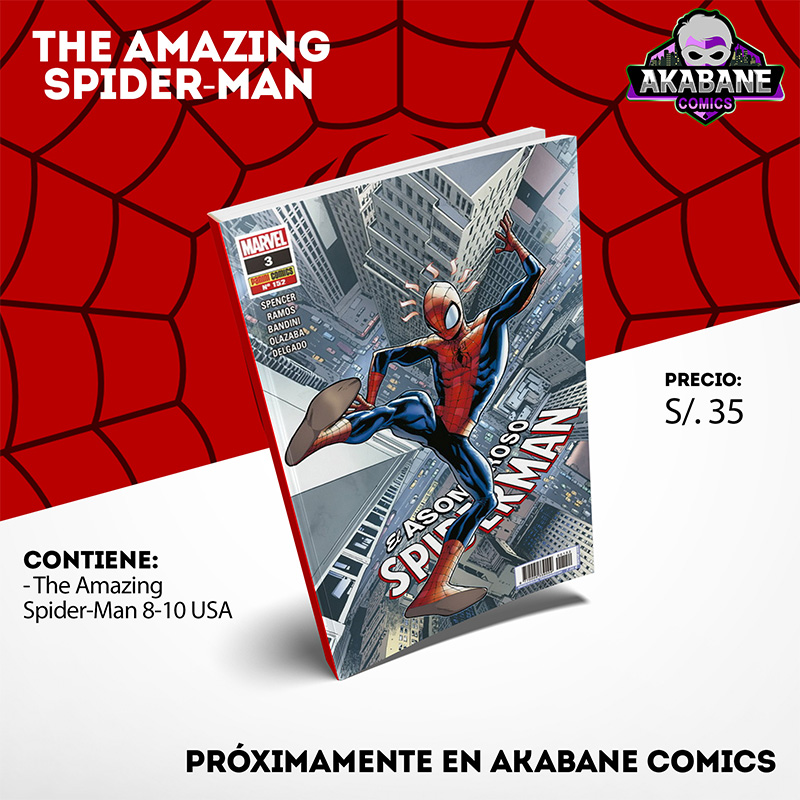 THE AMAZING
SPIDER-MAN
AKABANE
COMICS
MARVEL
3
PANINI COMICS
Nº 152
SPENCER
RAMOS
BANDINI
OLAZABA
DELGADO
SPIDERMAN
PRECIO:
S/. 35
CONTIENE:
- The Amazing
Spider-Man 8-10 USA
PRÓXIMAMENTE EN AKABANE COMICS